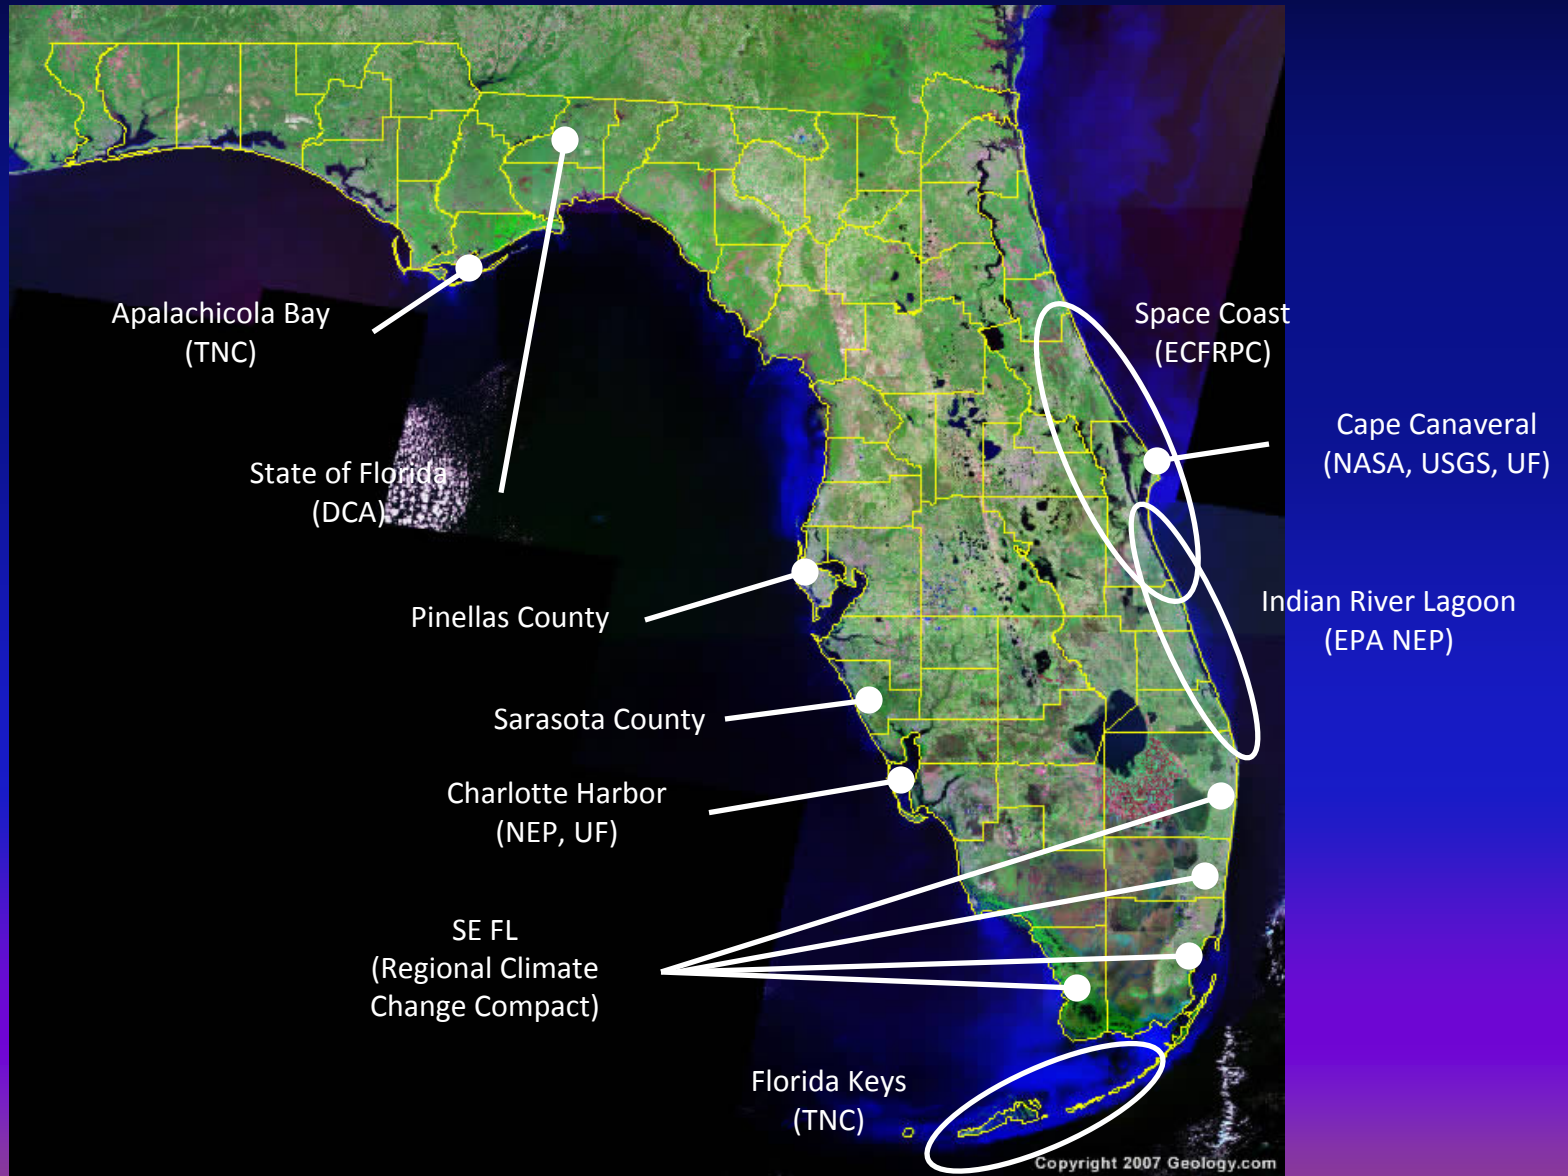 Apalachicola Bay
(TNC)
State of Florida
(DCA)
Pinellas County
Sarasota County
Charlotte Harbor
(NEP, UF)
SE FL
(Regional Climate
Change Compact)
Florida Keys
(TNC)
Space Coast
(ECFRPC)
Cape Canaveral
(NASA, USGS, UF)
Indian River Lagoon
(EPA NEP)
Copyright 2007 Geology.com